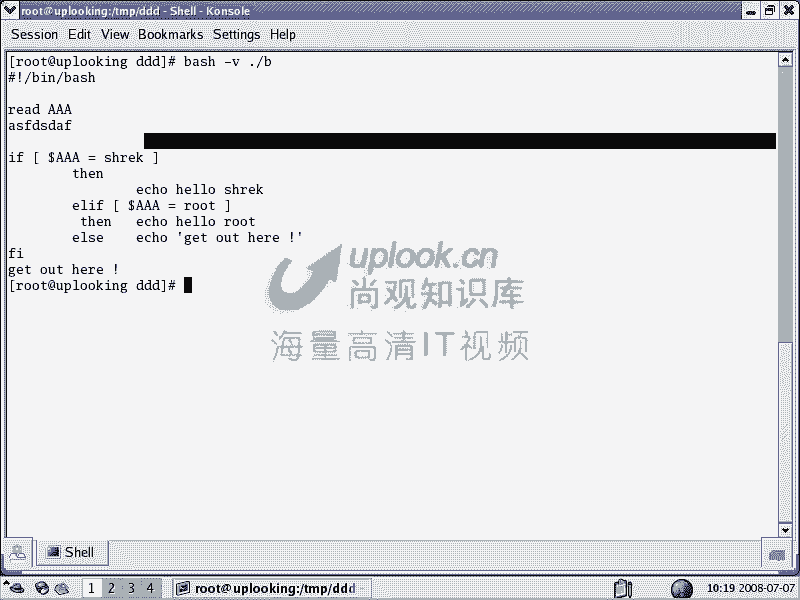 root@uplooking:/tmp/ddd - Shell - Konsole
Session Edit View Bookmarks Settings Help
[root@uplooking ddd]# bash -v ./b
#!/bin/bash
read AAA
asfdsdaf
if [ $AAA = shrek ]
then
echo hello shrek
elif [ $AAA = root ]
then echo hello root
else echo 'get out here !'
fi
get out here !
[root@uplooking ddd]#
uplook.cn
尚观知识库
海量高清IT视频
Shell
1 2 3 4
root@uplooking:/tmp/ddd -
10:19 2008-07-07